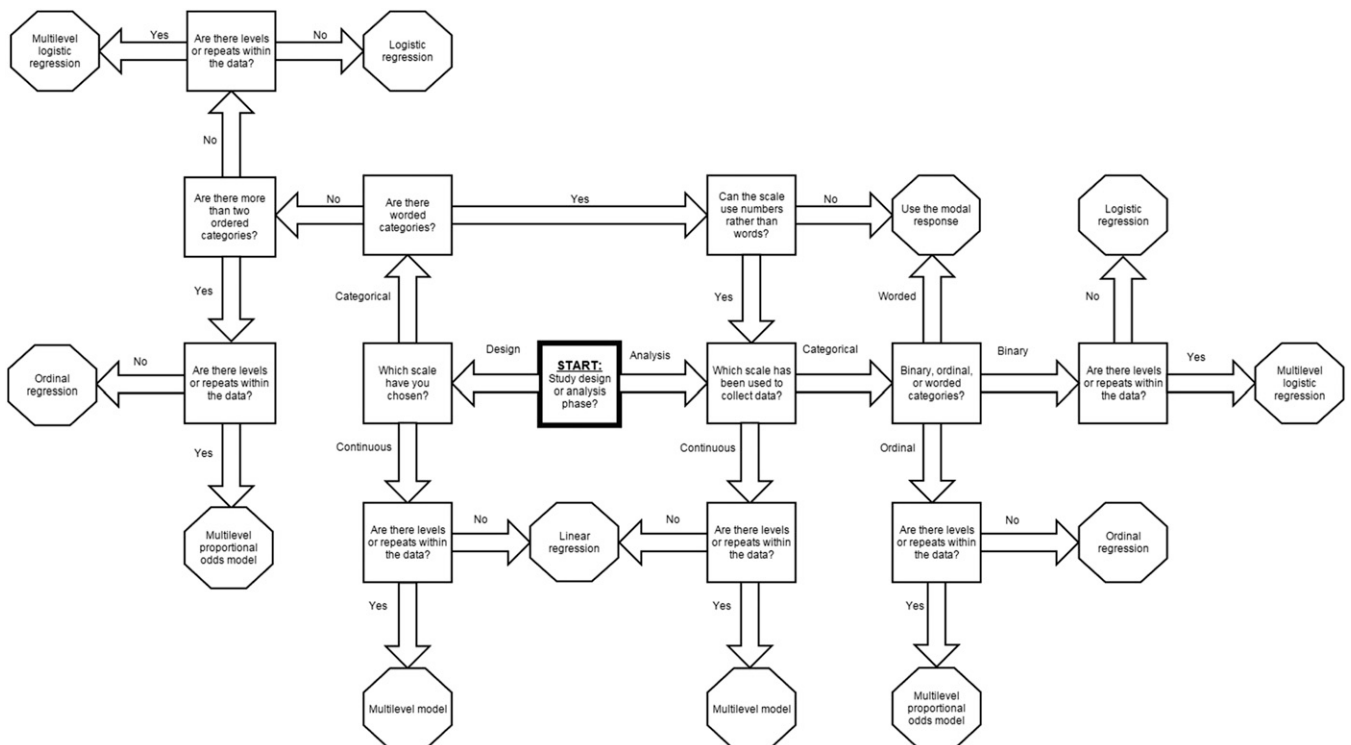 Multilevel
logistic
regression
Yes
Are there levels
or repeats within
the data?
No
Logistic
regression
No
Are there more
than two
ordered
categories?
No
Are there
worded
categories?
Yes
Can the scale
use numbers
rather than
words?
No
Use the modal
response
Logistic
regression
Yes
Categorical
Yes
Worded
No
Ordinal
regression
No
Are there levels
or repeats within
the data?
Which scale
have you
chosen?
Design
START:
Study design
or analysis
phase?
Analysis
Which scale has
been used to
collect data?
Categorical
Binary, ordinal,
or worded
categories?
Binary
Are there levels
or repeats within
the data?
Yes
Multilevel
logistic
regression
Yes
Continuous
Continuous
Ordinal
Multilevel
proportional
odds model
Are there levels
or repeats within
the data?
No
Linear
regression
No
Are there levels
or repeats within
the data?
Are there levels
or repeats within
the data?
No
Ordinal
regression
Yes
Yes
Yes
Multilevel model
Multilevel model
Multilevel
proportional
odds model